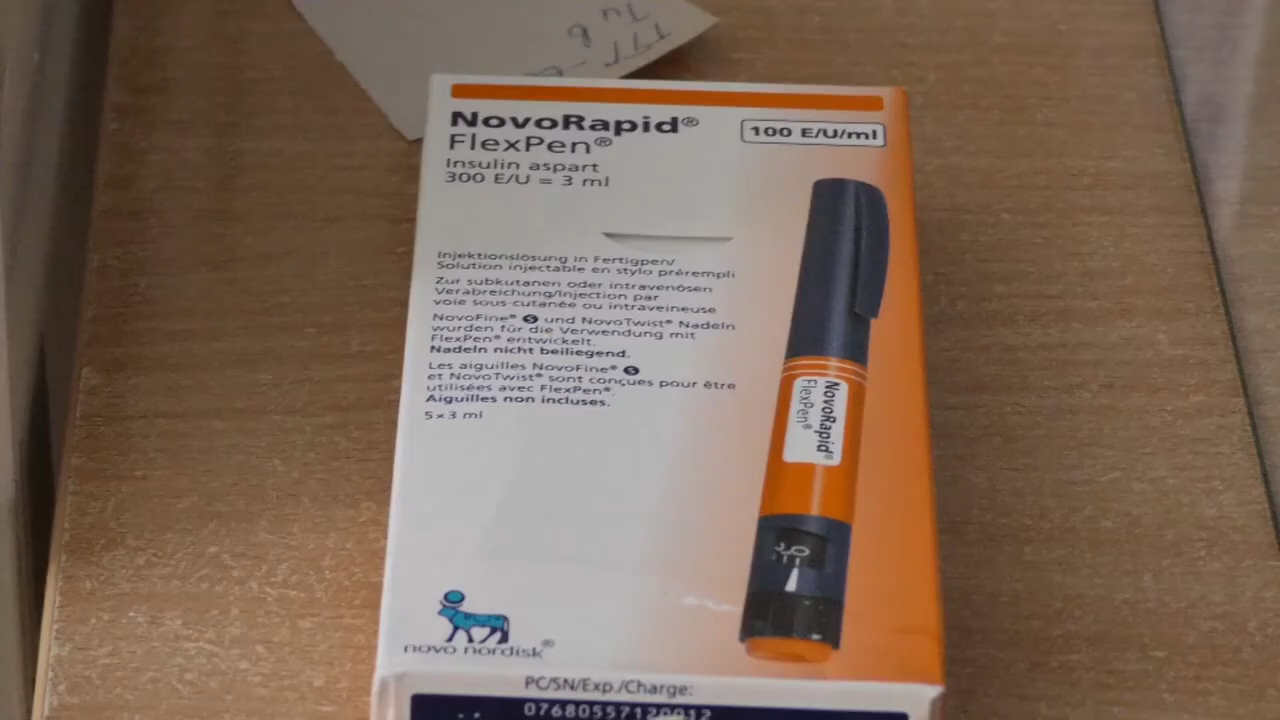 NovoRapid®
FlexPen®
Insulin aspart
300 E/U = 3 ml
100 E/U/ml
Injektionslösung in Fertigpen/
Solution injectable en stylo prérempli
Zur subkutanen oder intravenösen
Verabreichung/Injection par
voie sous-cutanée ou intraveineuse
NovoFine® S und NovoTwist® Nadeln
wurden für die Verwendung mit
FlexPen® entwickelt.
Nadeln nicht beiliegend.
Les aiguilles NovoFine® S
et NovoTwist® sont conçues pour être
utilisées avec FlexPen®.
Aiguilles non incluses.
5 x 3 ml
NovoRapid®
FlexPen®
novo nordisk®
PC/SN/Exp./Charge:
07680557120012